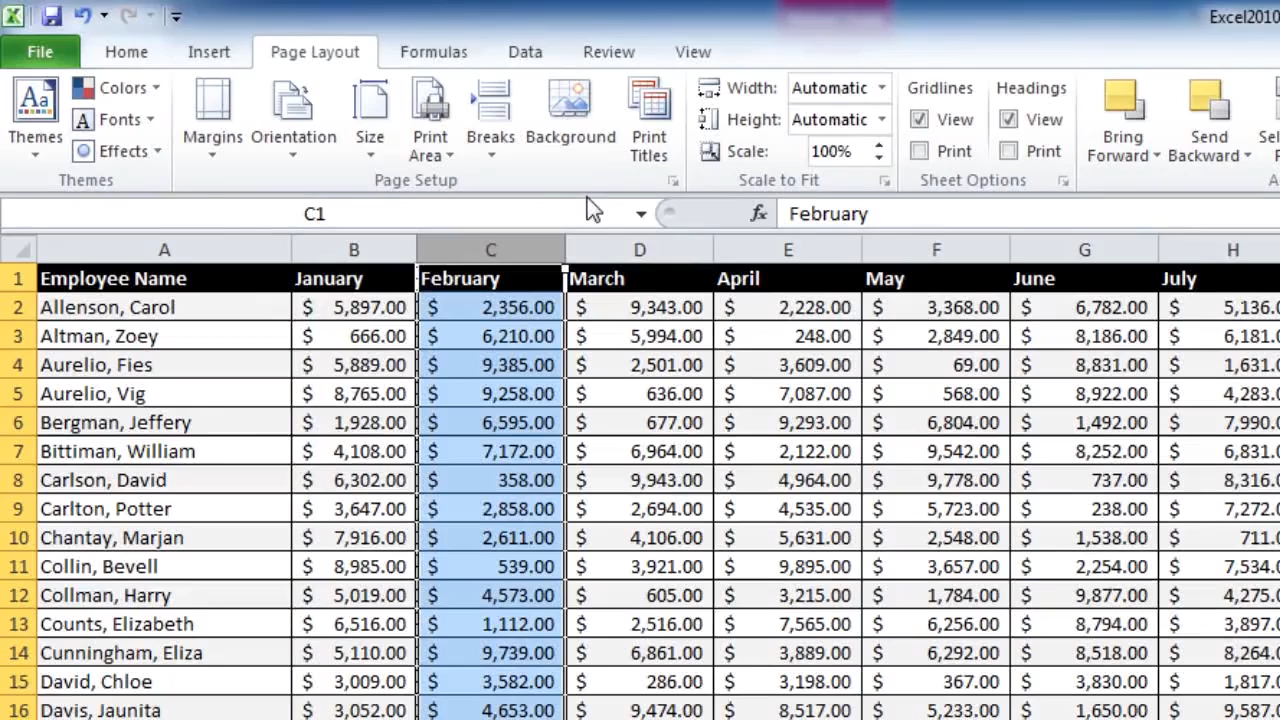 Excel2010
File Home Insert Page Layout Formulas Data Review View
Aa Colors Width: Automatic Gridlines Headings
A Fonts Height: Automatic View View
Themes Effects Margins Orientation Size Print Area Breaks Background Print Titles Scale: 100% Print Print Bring Forward Send Backward
Themes Page Setup Scale to Fit Sheet Options
C1 fx February
A B C D E F G H
1 Employee Name January February March April May June July
2 Allenson, Carol $ 5,897.00 $ 2,356.00 $ 9,343.00 $ 2,228.00 $ 3,368.00 $ 6,782.00 $ 5,136.0
3 Altman, Zoey $ 666.00 $ 6,210.00 $ 5,994.00 $ 248.00 $ 2,849.00 $ 8,186.00 $ 6,181.0
4 Aurelio, Fies $ 5,889.00 $ 9,385.00 $ 2,501.00 $ 3,609.00 $ 69.00 $ 8,831.00 $ 1,631.0
5 Aurelio, Vig $ 8,765.00 $ 9,258.00 $ 636.00 $ 7,087.00 $ 568.00 $ 8,922.00 $ 4,283.0
6 Bergman, Jeffery $ 1,928.00 $ 6,595.00 $ 677.00 $ 9,293.00 $ 6,804.00 $ 1,492.00 $ 7,990.0
7 Bittiman, William $ 4,108.00 $ 7,172.00 $ 6,964.00 $ 2,122.00 $ 9,542.00 $ 8,252.00 $ 6,831.0
8 Carlson, David $ 6,302.00 $ 358.00 $ 9,943.00 $ 4,964.00 $ 9,778.00 $ 737.00 $ 8,316.0
9 Carlton, Potter $ 3,647.00 $ 2,858.00 $ 2,694.00 $ 4,535.00 $ 5,723.00 $ 238.00 $ 7,272.0
10 Chantay, Marjan $ 7,916.00 $ 2,611.00 $ 4,106.00 $ 5,631.00 $ 2,548.00 $ 1,538.00 $ 711.0
11 Collin, Bevell $ 8,985.00 $ 539.00 $ 3,921.00 $ 9,895.00 $ 3,657.00 $ 2,254.00 $ 7,534.0
12 Collman, Harry $ 5,019.00 $ 4,573.00 $ 605.00 $ 3,215.00 $ 1,784.00 $ 9,877.00 $ 4,275.0
13 Counts, Elizabeth $ 6,516.00 $ 1,112.00 $ 2,516.00 $ 7,565.00 $ 6,256.00 $ 8,794.00 $ 3,897.0
14 Cunningham, Eliza $ 5,110.00 $ 9,739.00 $ 6,861.00 $ 3,889.00 $ 6,292.00 $ 8,518.00 $ 8,264.0
15 David, Chloe $ 3,009.00 $ 3,582.00 $ 286.00 $ 3,198.00 $ 367.00 $ 3,830.00 $ 1,817.0
16 Davis, Jaunita $ 3,052.00 $ 4,653.00 $ 9,474.00 $ 8,517.00 $ 5,233.00 $ 1,650.00 $ 9,587.0